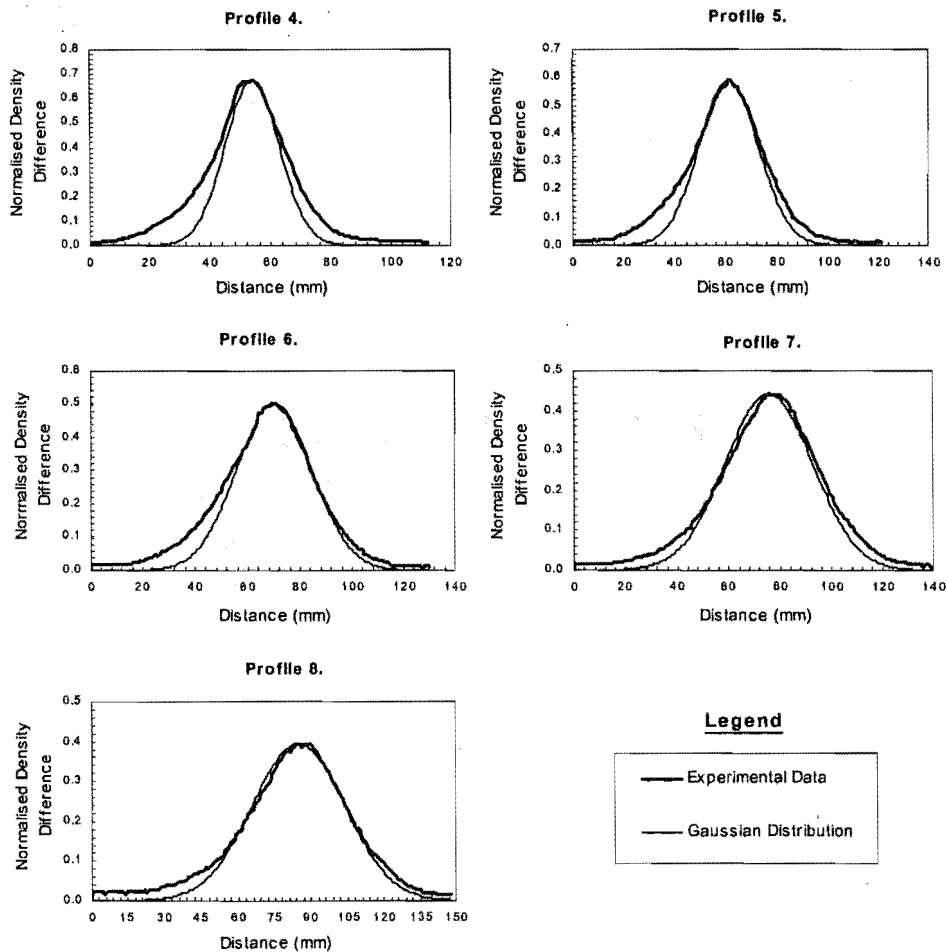 Profile 4.
Normalised Density
Difference
0.8
0.7
0.6
0.5
0.4
0.3
0.2
0.1
0.0
0 20 40 60 80 100 120
Distance (mm)
Profile 5.
Normalised Density
Difference
0.7
0.6
0.5
0.4
0.3
0.2
0.1
0.0
0 20 40 60 80 100 120 140
Distance (mm)
Profile 6.
Normalised Density
Difference
0.6
0.5
0.4
0.3
0.2
0.1
0.0
0 20 40 60 80 100 120 140
Distance (mm)
Profile 7.
Normalised Density
Difference
0.5
0.4
0.3
0.2
0.1
0.0
0 20 40 60 80 100 120 140
Distance (mm)
Profile 8.
Normalised Density
Difference
0.5
0.4
0.3
0.2
0.1
0.0
0 15 30 45 60 75 90 105 120 135 150
Distance (mm)
Legend
Experimental Data
Gaussian Distribution